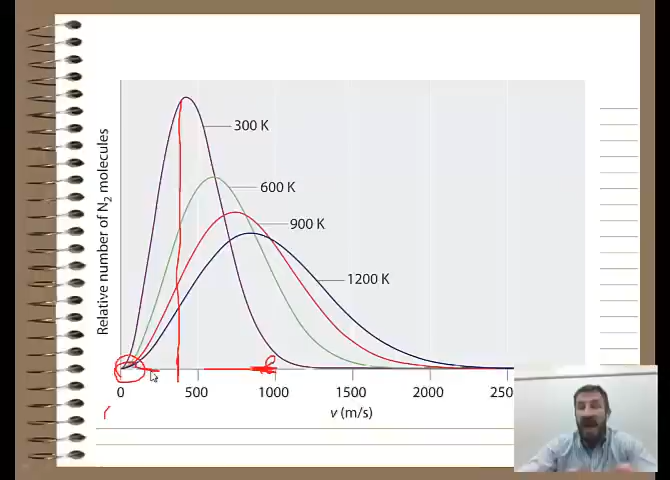 300 K
600 K
900 K
1200 K
Relative number of N₂ molecules
0 500 1000 1500 2000 250
v (m/s)